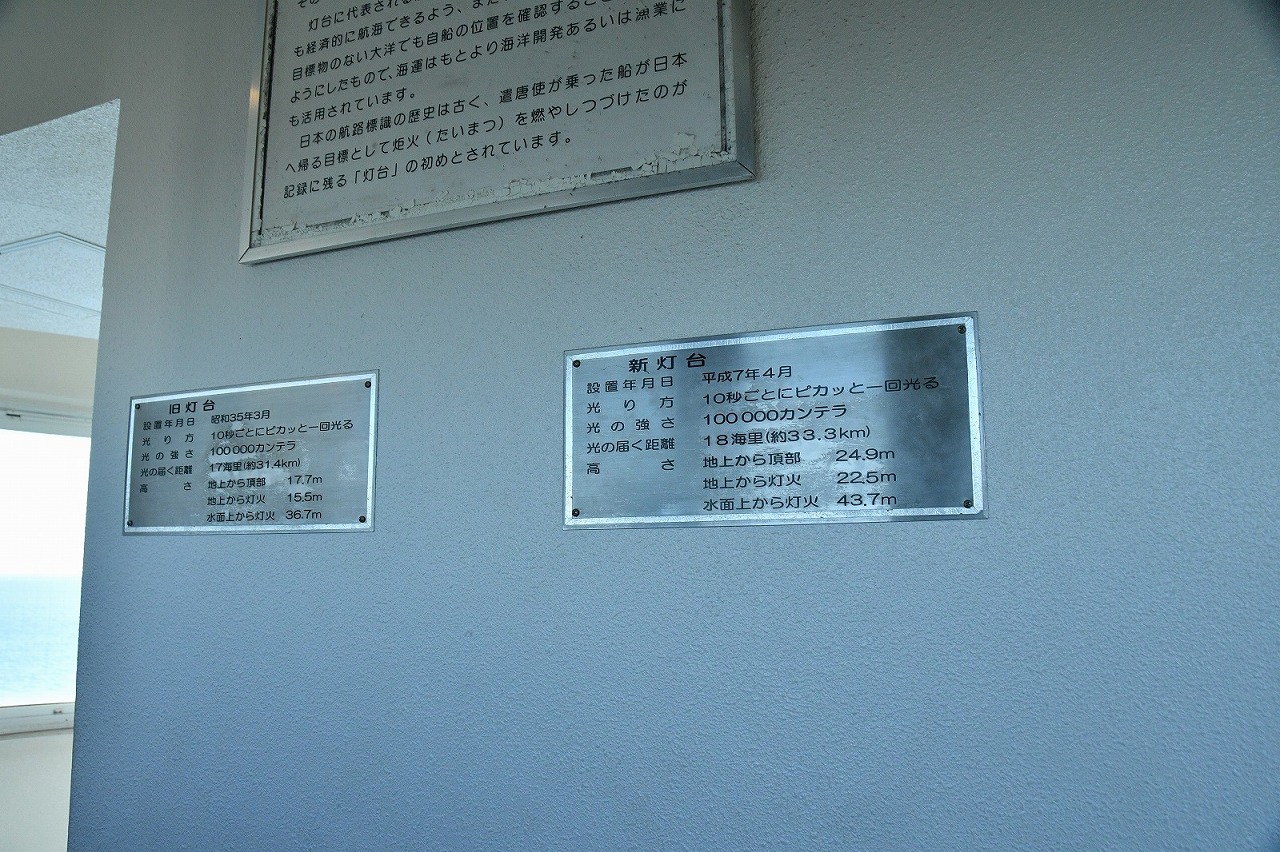 灯台に代表される
も経済的に航海できるよう、また
目標物のない大洋でも自船の位置を確認すること
ようにしたもので、海運はもとより海洋開発あるいは漁業に
も活用されています。
日本の航路標識の歴史は古く、遣唐使が乗った船が日本
へ帰る目標として炬火（たいまつ）を燃やしつづけたのが
記録に残る「灯台」の初めとされています。
旧灯台
設置年月日 昭和35年3月
光り方 10秒ごとにピカッと一回光る
光の強さ 100000カンテラ
光の届く距離 17海里(約31.4km)
高さ 地上から頂部 17.7m
地上から灯火 15.5m
水面上から灯火 36.7m
新灯台
設置年月日 平成7年4月
光り方 10秒ごとにピカッと一回光る
光の強さ 100000カンテラ
光の届く距離 18海里(約33.3km)
高さ 地上から頂部 24.9m
地上から灯火 22.5m
水面上から灯火 43.7m